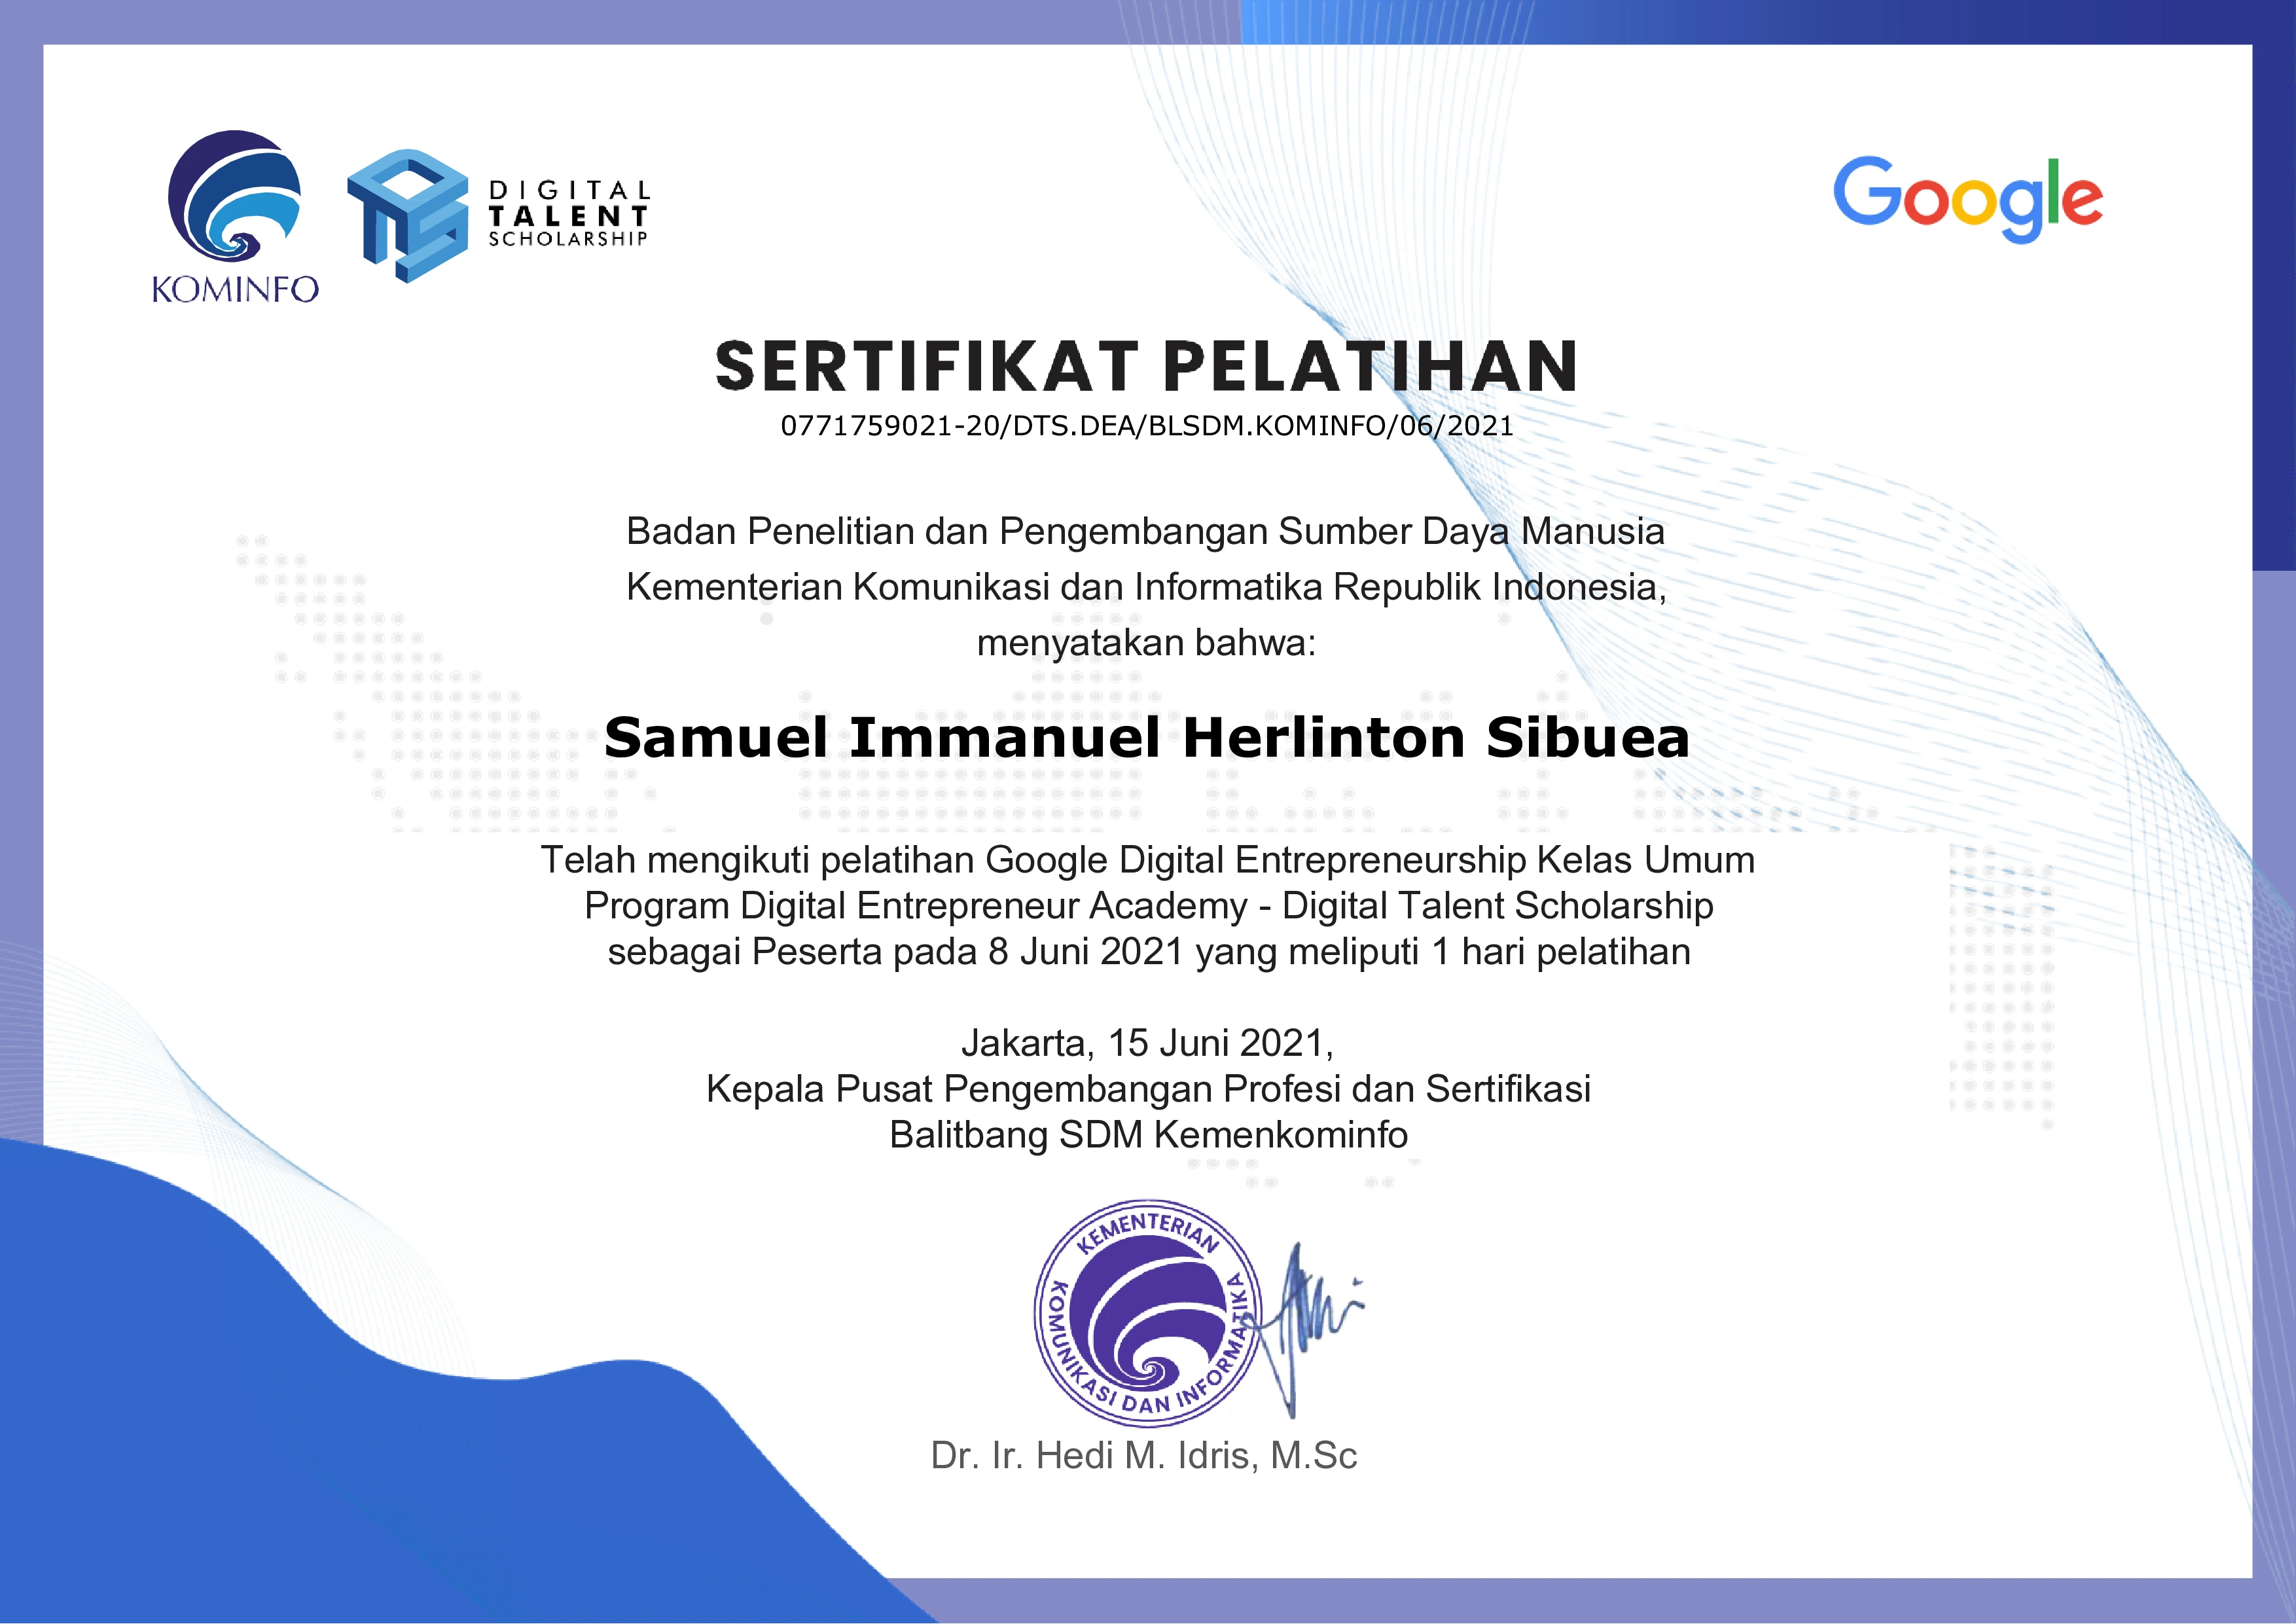 KOMINFO
DIGITAL
TALENT
SCHOLARSHIP
Google
SERTIFIKAT PELATIHAN
0771759021-20/DTS.DEA/BLSDM.KOMINFO/06/2021
Badan Penelitian dan Pengembangan Sumber Daya Manusia
Kementerian Komunikasi dan Informatika Republik Indonesia,
menyatakan bahwa:
Samuel Immanuel Herlinton Sibuea
Telah mengikuti pelatihan Google Digital Entrepreneurship Kelas Umum
Program Digital Entrepreneur Academy - Digital Talent Scholarship
sebagai Peserta pada 8 Juni 2021 yang meliputi 1 hari pelatihan
Jakarta, 15 Juni 2021,
Kepala Pusat Pengembangan Profesi dan Sertifikasi
Balitbang SDM Kemenkominfo
KEMENTERIAN
KOMUNIKASI DAN INFORMATIKA
Dr. Ir. Hedi M. Idris, M.Sc